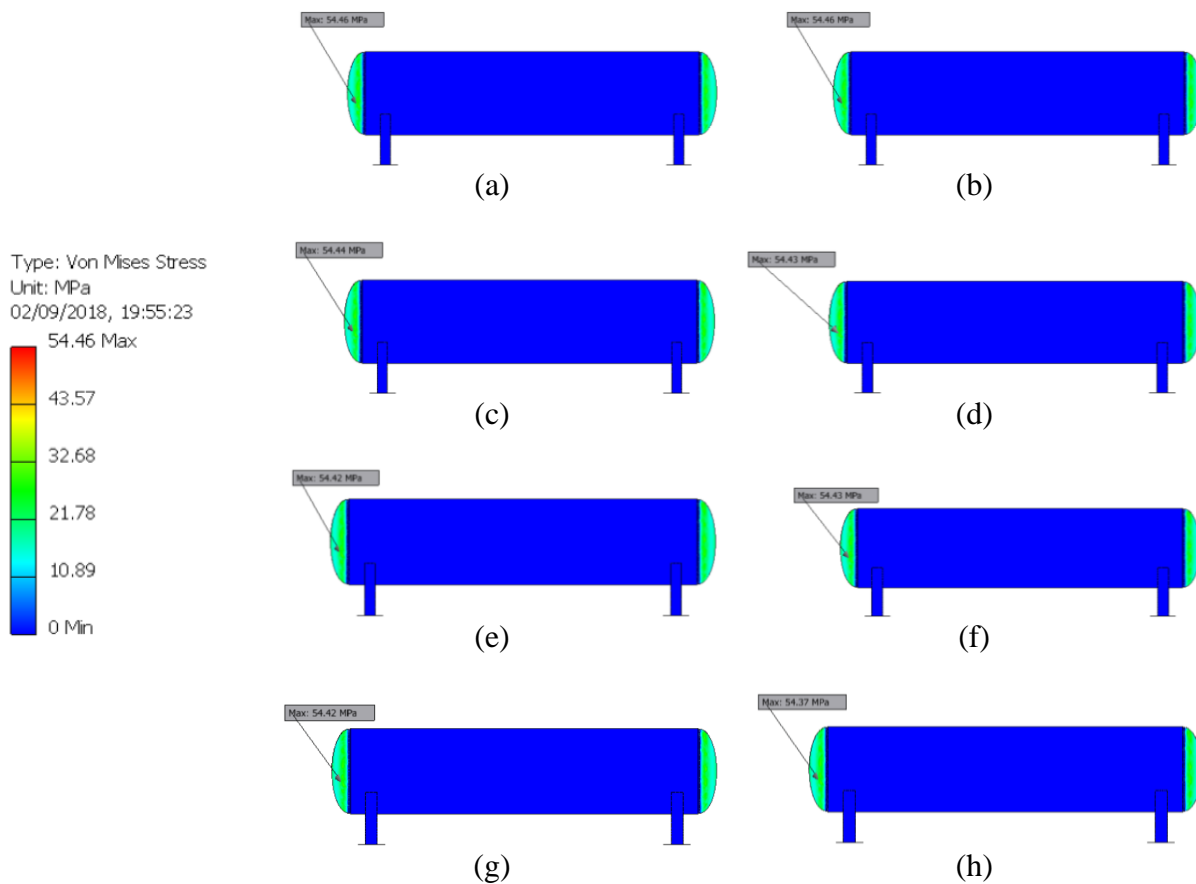 Max: 54.46 MPa
Max: 54.46 MPa
(a)
(b)
Type: Von Mises Stress
Unit: MPa
02/09/2018, 19:55:23
54.46 Max
43.57
32.68
21.78
10.89
0 Min
Max: 54.44 MPa
Max: 54.43 MPa
(c)
(d)
Max: 54.42 MPa
Max: 54.43 MPa
(e)
(f)
Max: 54.42 MPa
Max: 54.37 MPa
(g)
(h)